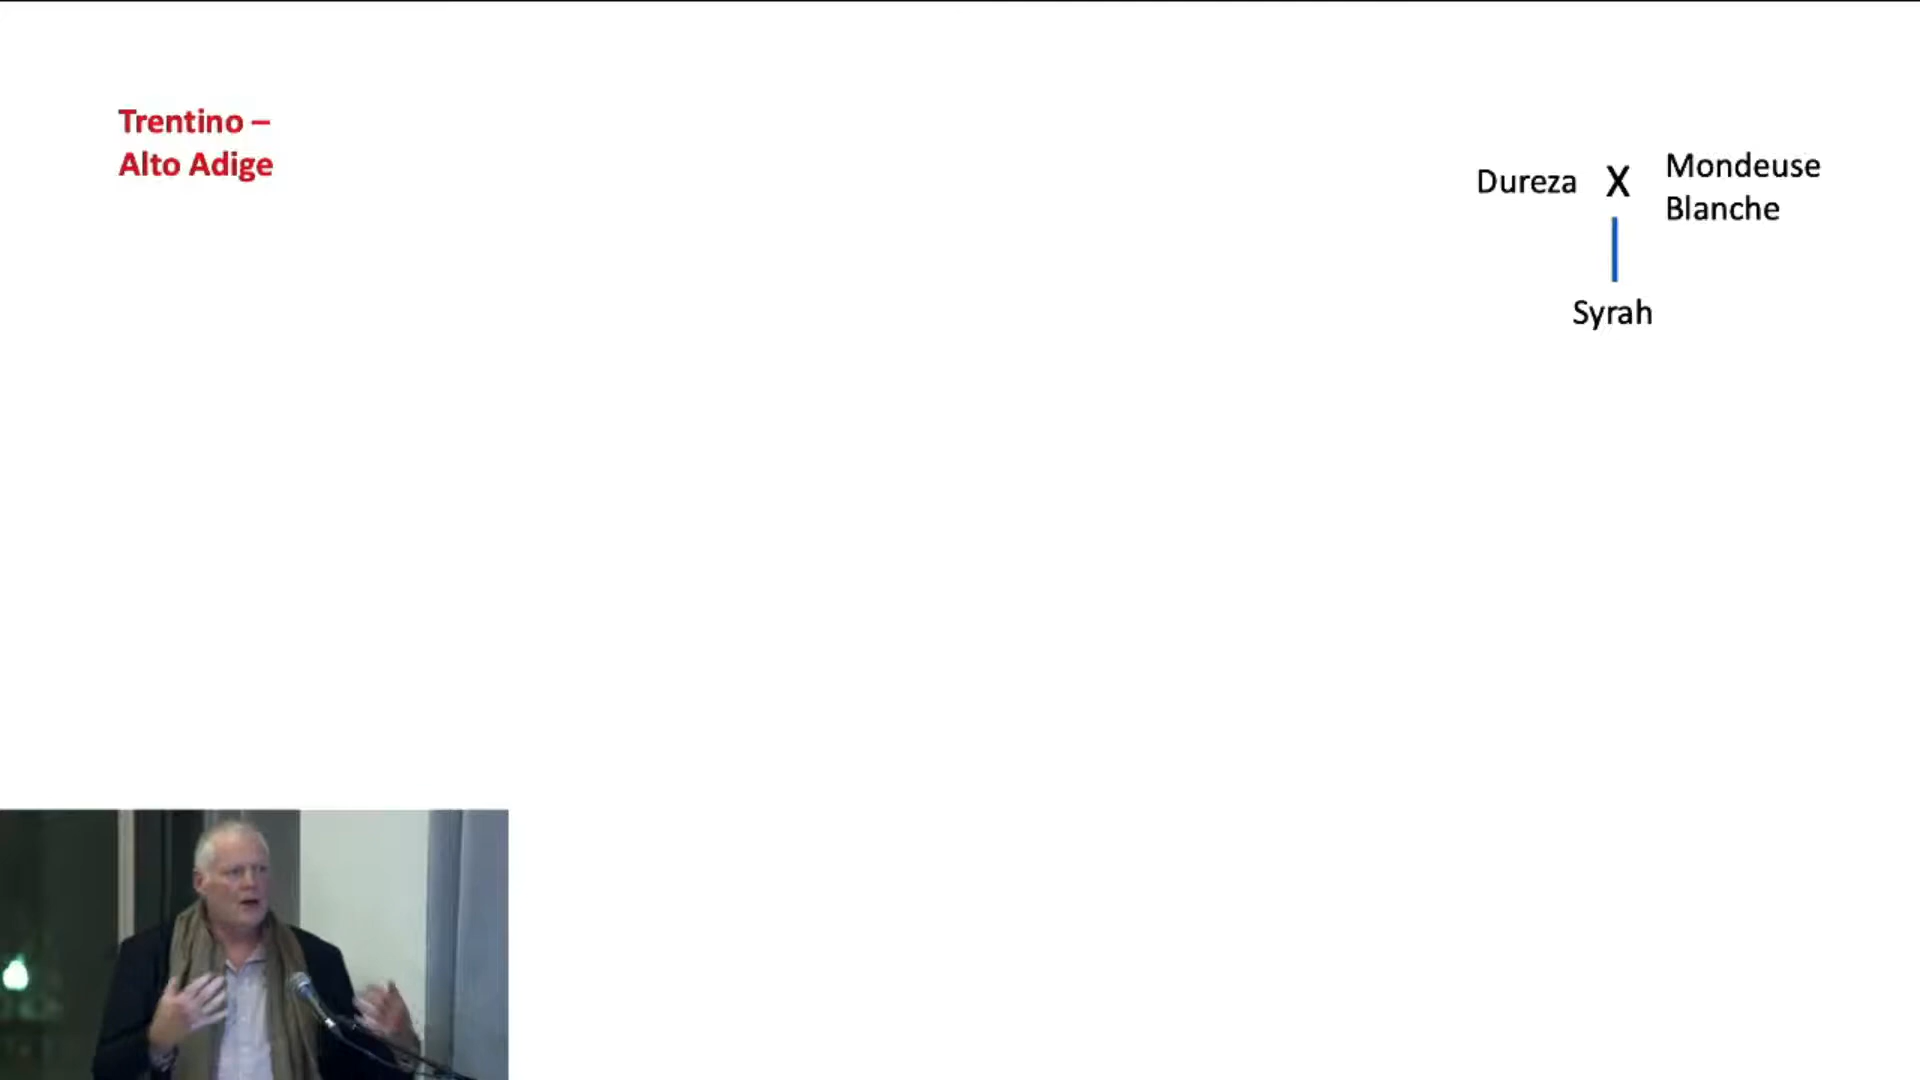 Trentino –
Alto Adige
Dureza X Mondeuse
Blanche
Syrah